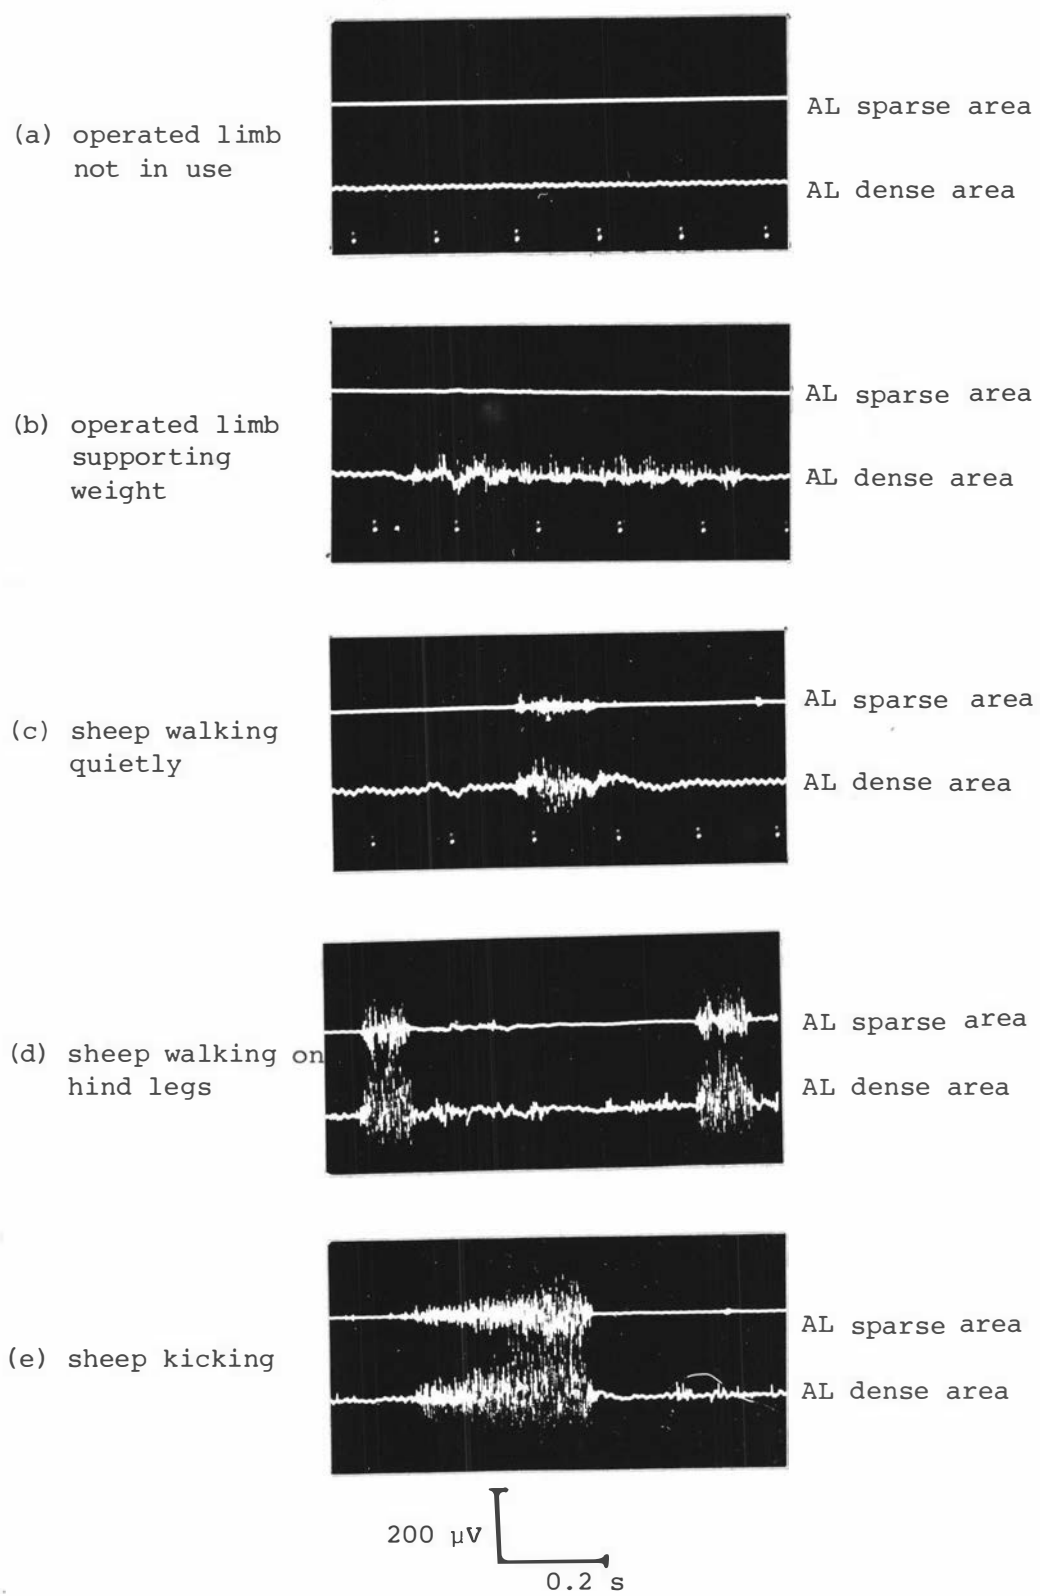 AL sparse area
(a) operated limb
not in use
AL dense area
AL sparse area
(b) operated limb
supporting
weight
AL dense area
AL sparse area
(c) sheep walking
quietly
AL dense area
AL sparse area
(d) sheep walking on
hind legs
AL dense area
AL sparse area
(e) sheep kicking
AL dense area
200 µV
0.2 s